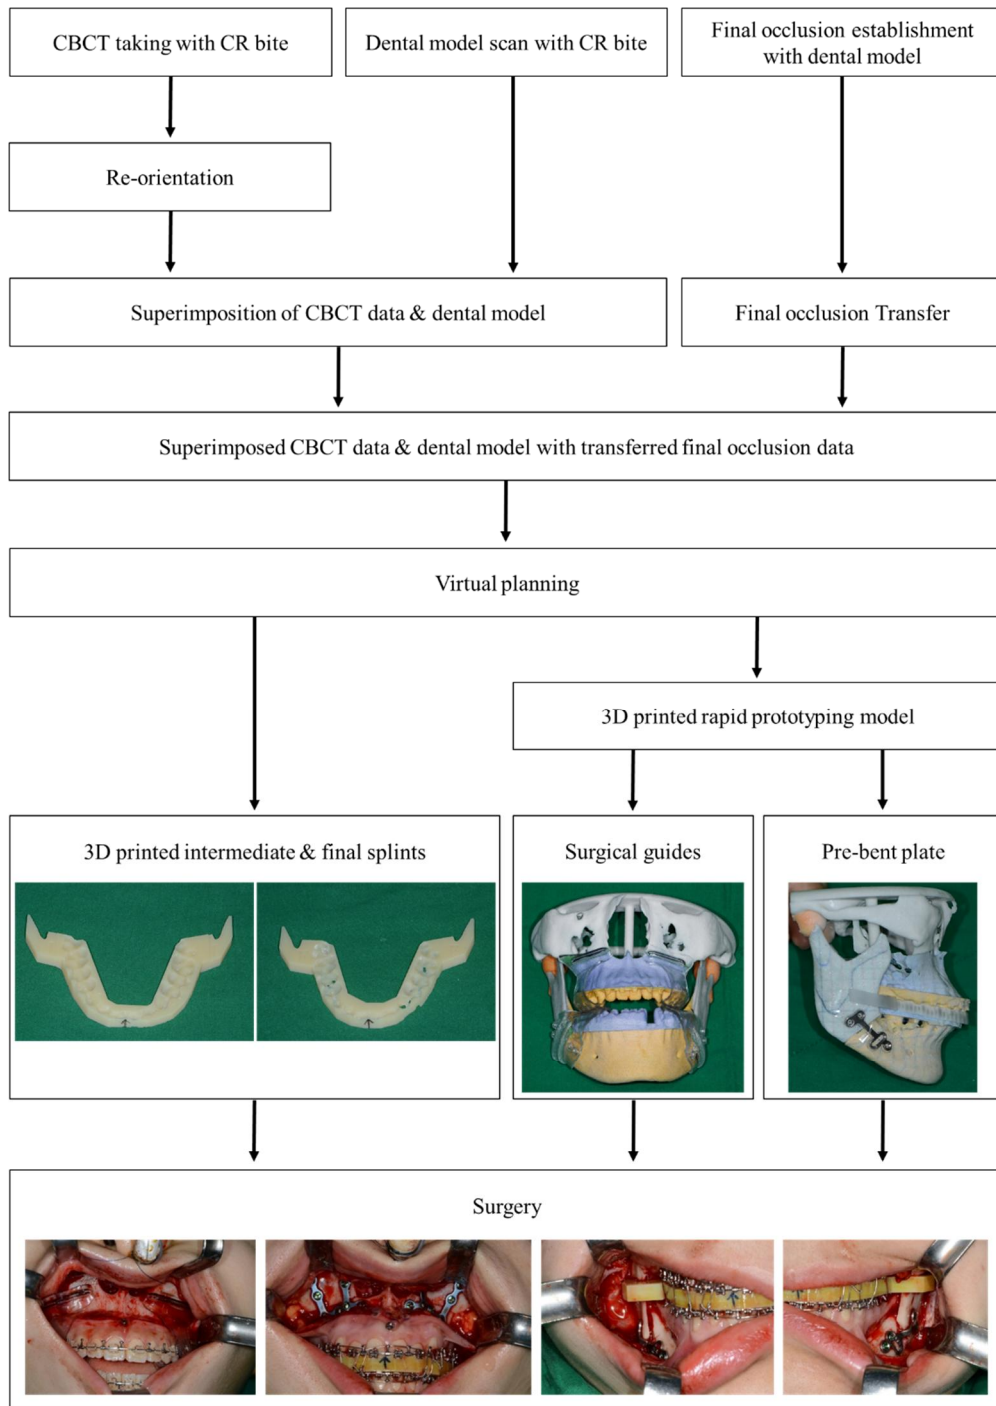 CBCT taking with CR bite
Dental model scan with CR bite
Final occlusion establishment
with dental model
Re-orientation
Superimposition of CBCT data & dental model
Final occlusion Transfer
Superimposed CBCT data & dental model with transferred final occlusion data
Virtual planning
3D printed rapid prototyping model
3D printed intermediate & final splints
Surgical guides
Pre-bent plate
Surgery